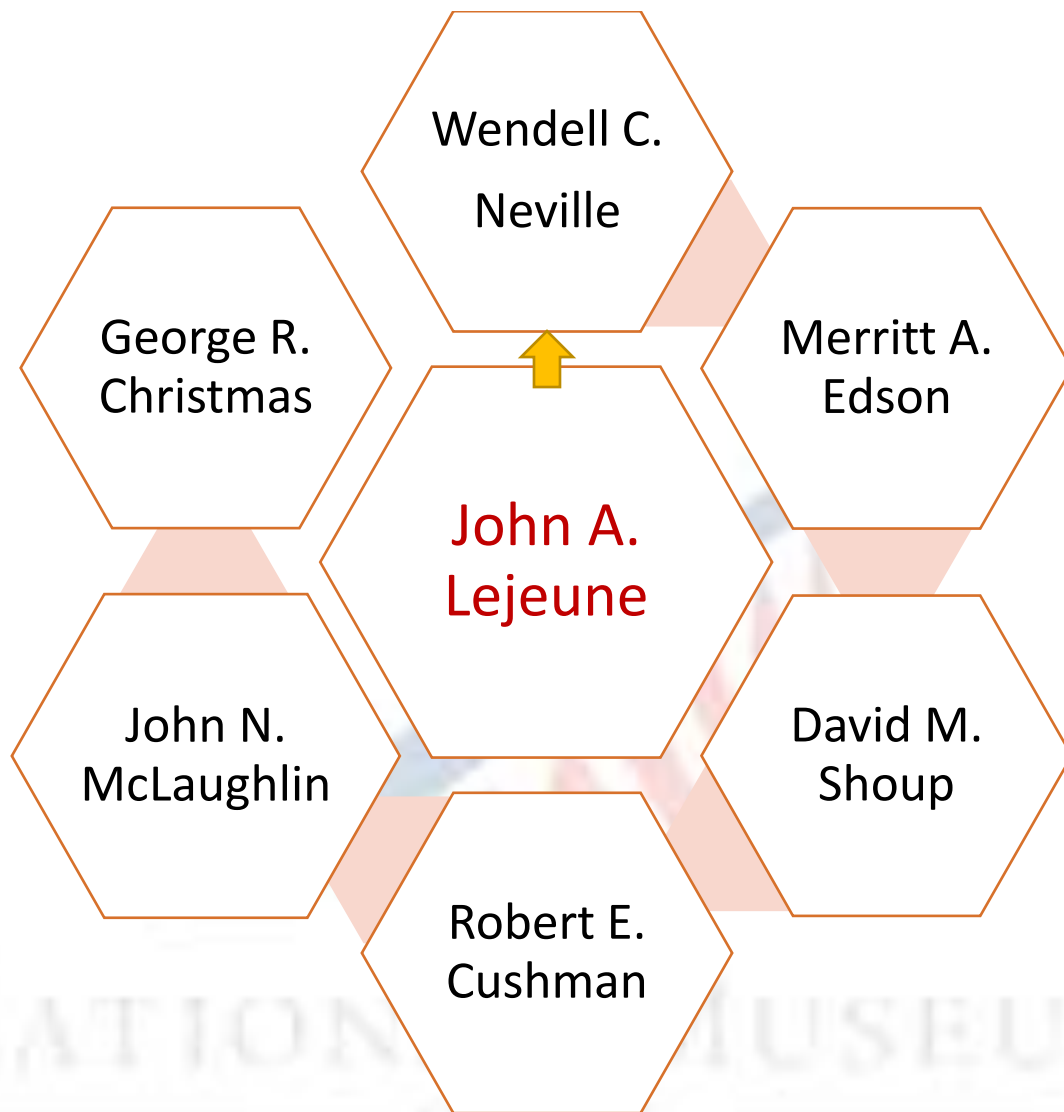 Wendell C.
Neville
George R.
Christmas
Merritt A.
Edson
John A.
Lejeune
John N.
McLaughlin
David M.
Shoup
Robert E.
Cushman